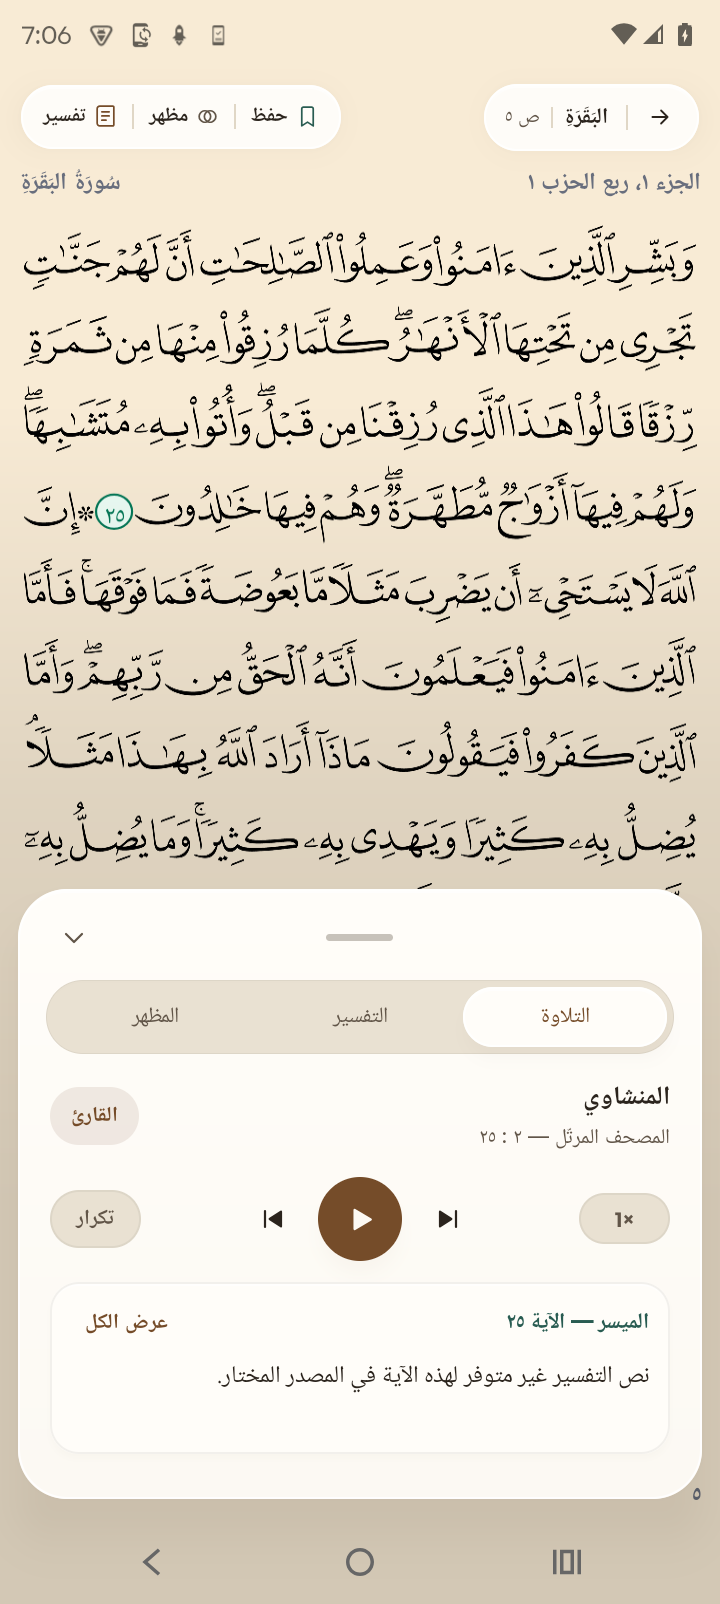 7:06
→ البَقَرَةِ ص ٥
حفظ مظهر تفسير
الجزء ١، ربع الحزب ١
سُورَةُ البَقَرَةِ
وَبَشِّرِ ٱلَّذِينَ ءَامَنُوا۟ وَعَمِلُوا۟ ٱلصَّـٰلِحَـٰتِ أَنَّ لَهُمْ جَنَّـٰتٍ
تَجْرِى مِن تَحْتِهَا ٱلْأَنْهَـٰرُ ۖ كُلَّمَا رُزِقُوا۟ مِنْهَا مِن ثَمَرَةٍ
رِّزْقًا قَالُوا۟ هَـٰذَا ٱلَّذِى رُزِقْنَا مِن قَبْلُ ۖ وَأُتُوا۟ بِهِۦ مُتَشَـٰبِهًا ۖ
وَلَهُمْ فِيهَآ أَزْوَٰجٌ مُّطَهَّرَةٌ ۖ وَهُمْ فِيهَا خَـٰلِدُونَ ٢٥ ۞ إِنَّ
ٱللَّهَ لَا يَسْتَحْىِۦٓ أَن يَضْرِبَ مَثَلًا مَّا بَعُوضَةً فَمَا فَوْقَهَا ۚ فَأَمَّا
ٱلَّذِينَ ءَامَنُوا۟ فَيَعْلَمُونَ أَنَّهُ ٱلْحَقُّ مِن رَّبِّهِمْ ۖ وَأَمَّا
ٱلَّذِينَ كَفَرُوا۟ فَيَقُولُونَ مَاذَآ أَرَادَ ٱللَّهُ بِهَـٰذَا مَثَلًا ۘ
يُضِلُّ بِهِۦ كَثِيرًا وَيَهْدِى بِهِۦ كَثِيرًا ۚ وَمَا يُضِلُّ بِهِۦٓ
التلاوة التفسير المظهر
المنشاوي
القارئ
المصحف المرتّل — ٢ : ٢٥
1× تكرار
الميسر — الآية ٢٥
عرض الكل
نص التفسير غير متوفر لهذه الآية في المصدر المختار.
٥